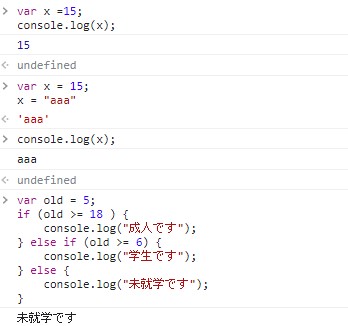 > var x =15;
console.log(x);
15
< undefined
> var x = 15;
x = "aaa"
< 'aaa'
> console.log(x);
aaa
< undefined
> var old = 5;
if (old >= 18 ) {
console.log("成人です");
} else if (old >= 6) {
console.log("学生です");
} else {
console.log("未就学です");
}
未就学です